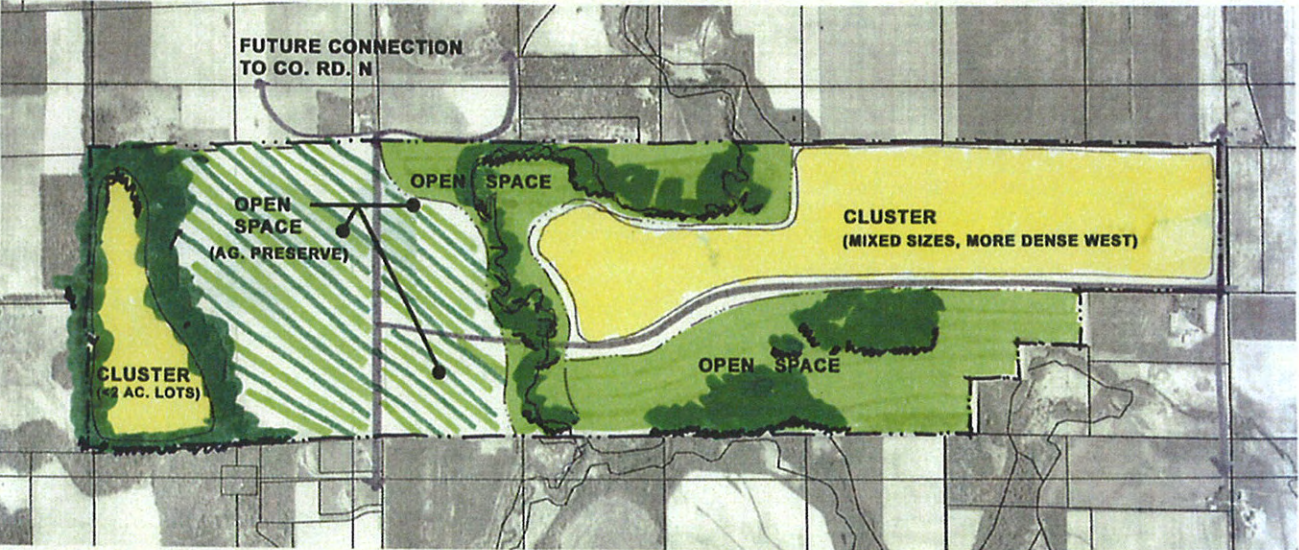 FUTURE CONNECTION
TO CO. RD. N
OPEN SPACE
OPEN
SPACE
(AG. PRESERVE)
CLUSTER
(MIXED SIZES, MORE DENSE WEST)
CLUSTER
(<2 AC. LOTS)
OPEN SPACE